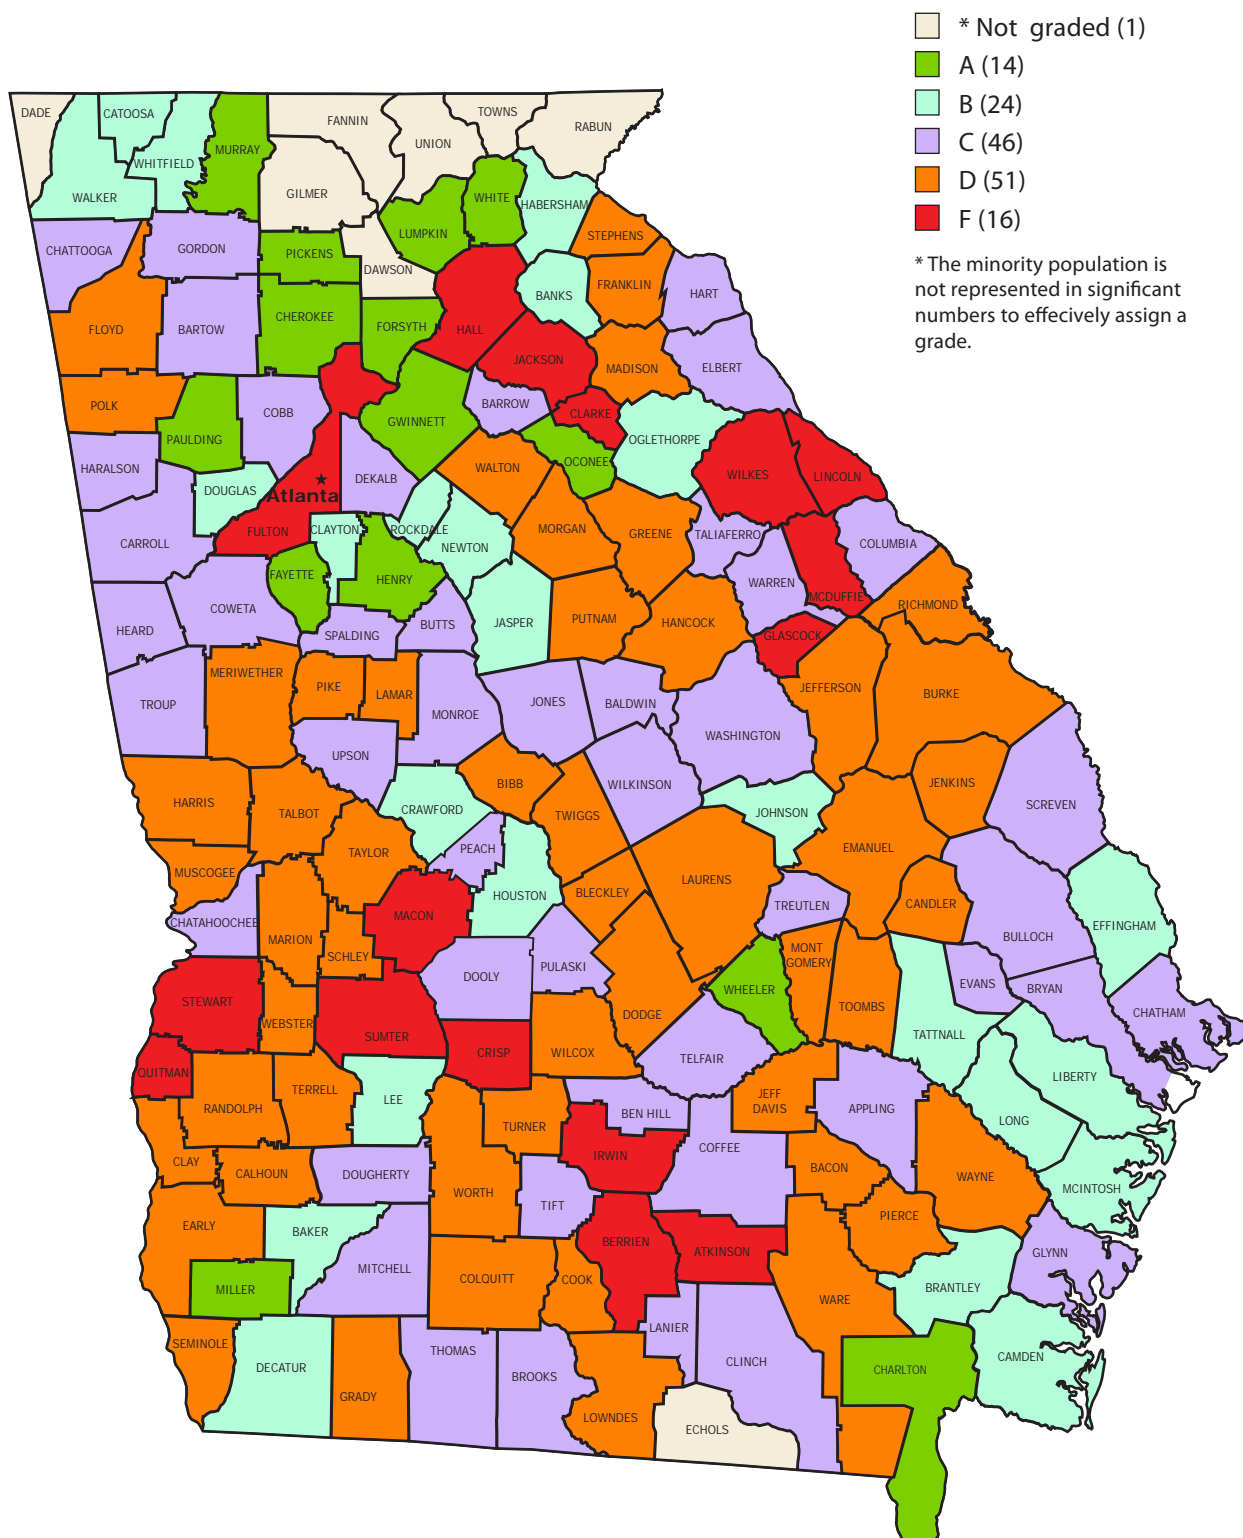 * Not graded (1)
A (14)
B (24)
C (46)
D (51)
F (16)
* The minority population is
not represented in significant
numbers to effecively assign a
grade.
DADE
CATOOSA
FANNIN
TOWNS
RABUN
UNION
MURRAY
WHITFIELD
WALKER
GILMER
WHITE
HABERSHAM
LUMPKIN
STEPHENS
CHATTOOGA
GORDON
PICKENS
DAWSON
BANKS
FRANKLIN
HART
FLOYD
BARTOW
CHEROKEE
FORSYTH
HALL
JACKSON
MADISON
ELBERT
POLK
COBB
BARROW
CLARKE
PAULDING
GWINNETT
OGLETHORPE
HARALSON
WALTON
OCONEE
WILKES
LINCOLN
DEKALB
DOUGLAS
Atlanta
FULTON
CLAYTON
ROCKDALE
NEWTON
MORGAN
GREENE
TALIAFERRO
COLUMBIA
CARROLL
FAYETTE
HENRY
WARREN
MCDUFFIE
RICHMOND
COWETA
HEARD
SPALDING
BUTTS
JASPER
PUTNAM
HANCOCK
GLASCOCK
MERIWETHER
PIKE
LAMAR
JEFFERSON
BURKE
TROUP
MONROE
JONES
BALDWIN
WASHINGTON
UPSON
BIBB
WILKINSON
JENKINS
SCREVEN
HARRIS
TALBOT
CRAWFORD
TWIGGS
JOHNSON
TAYLOR
PEACH
EMANUEL
MUSCOGEE
LAURENS
BLECKLEY
HOUSTON
TREUTLEN
CANDLER
CHATAHOOCHEE
MACON
MARION
EFFINGHAM
BULLOCH
SCHLEY
DOOLY
PULASKI
MONT
GOMERY
WHEELER
EVANS
BRYAN
STEWART
WEBSTER
SUMTER
DODGE
TOOMBS
TATTNALL
CHATHAM
CRISP
WILCOX
TELFAIR
QUITMAN
TERRELL
LIBERTY
RANDOLPH
LEE
TURNER
BEN HILL
JEFF
DAVIS
APPLING
LONG
CLAY
CALHOUN
DOUGHERTY
IRWIN
COFFEE
BACON
WAYNE
MCINTOSH
WORTH
TIFT
EARLY
BAKER
PIERCE
BERRIEN
ATKINSON
GLYNN
MITCHELL
MILLER
COLQUITT
COOK
WARE
BRANTLEY
SEMINOLE
LANIER
DECATUR
THOMAS
BROOKS
CLINCH
CHARLTON
CAMDEN
GRADY
LOWNDES
ECHOLS